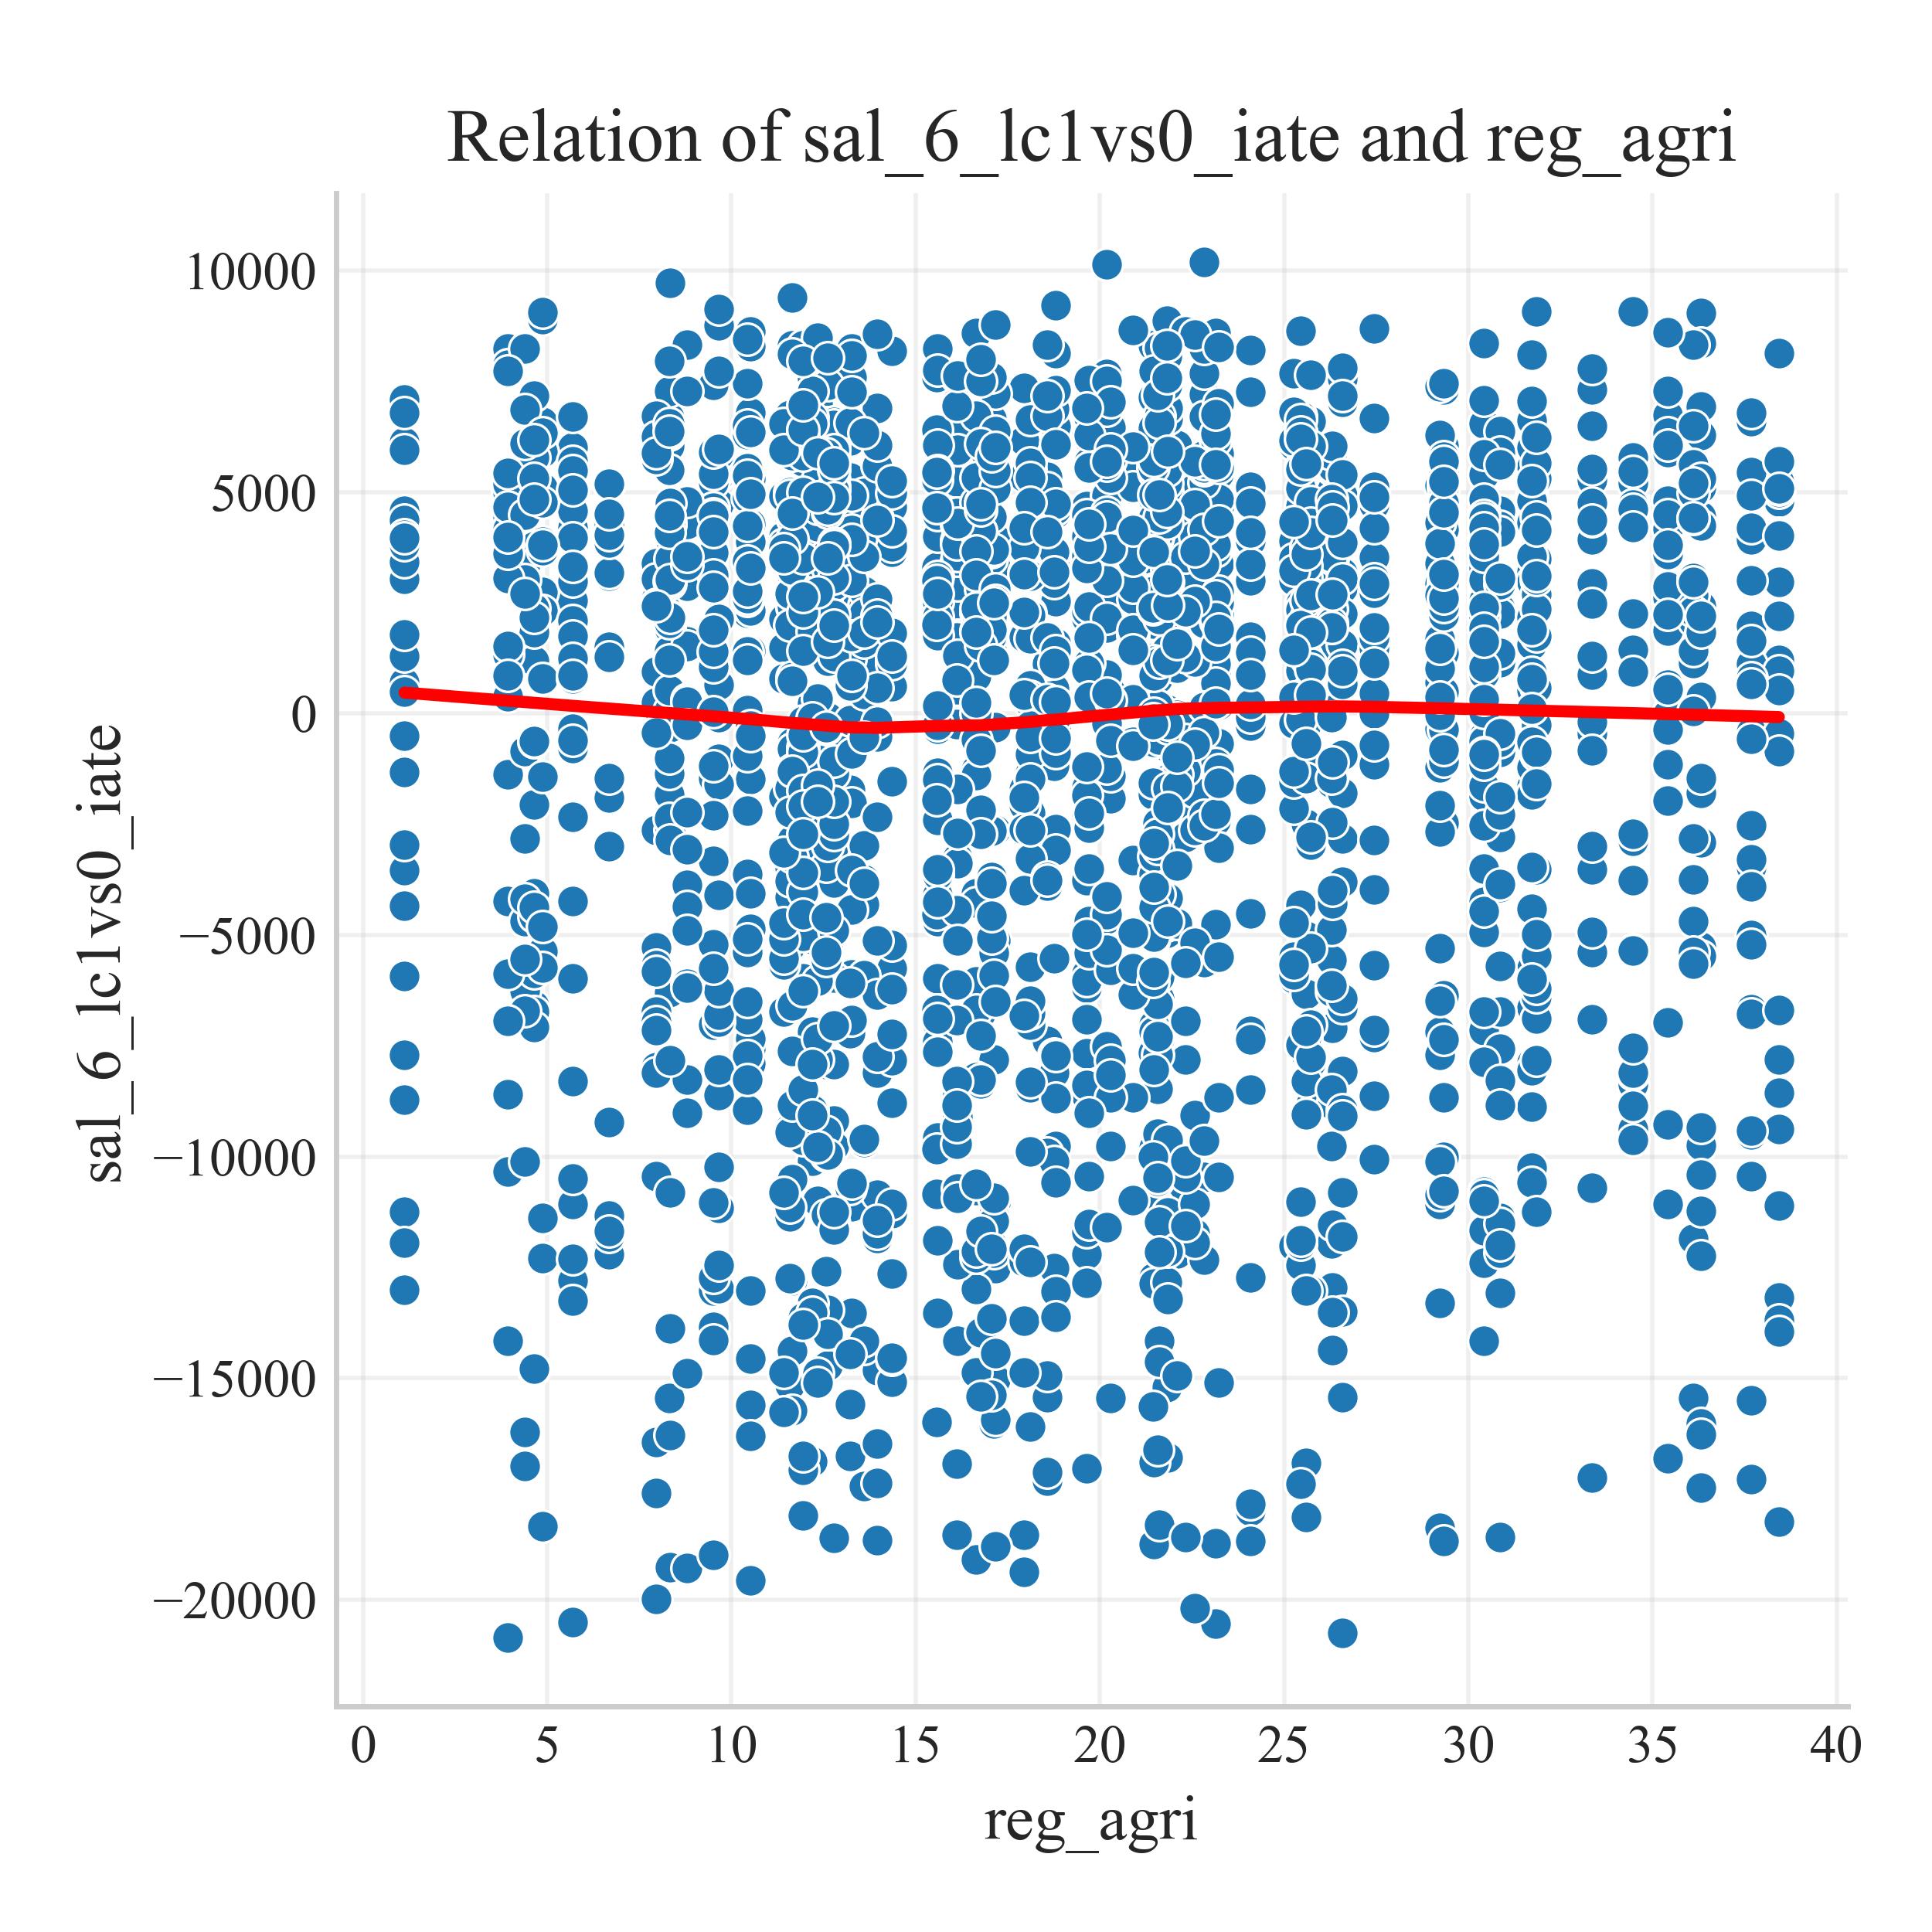 Relation of sal_6_lc1vs0_iate and reg_agri
sal_6_lc1vs0_iate
10000
5000
0
−5000
−10000
−15000
−20000
0 5 10 15 20 25 30 35 40
reg_agri